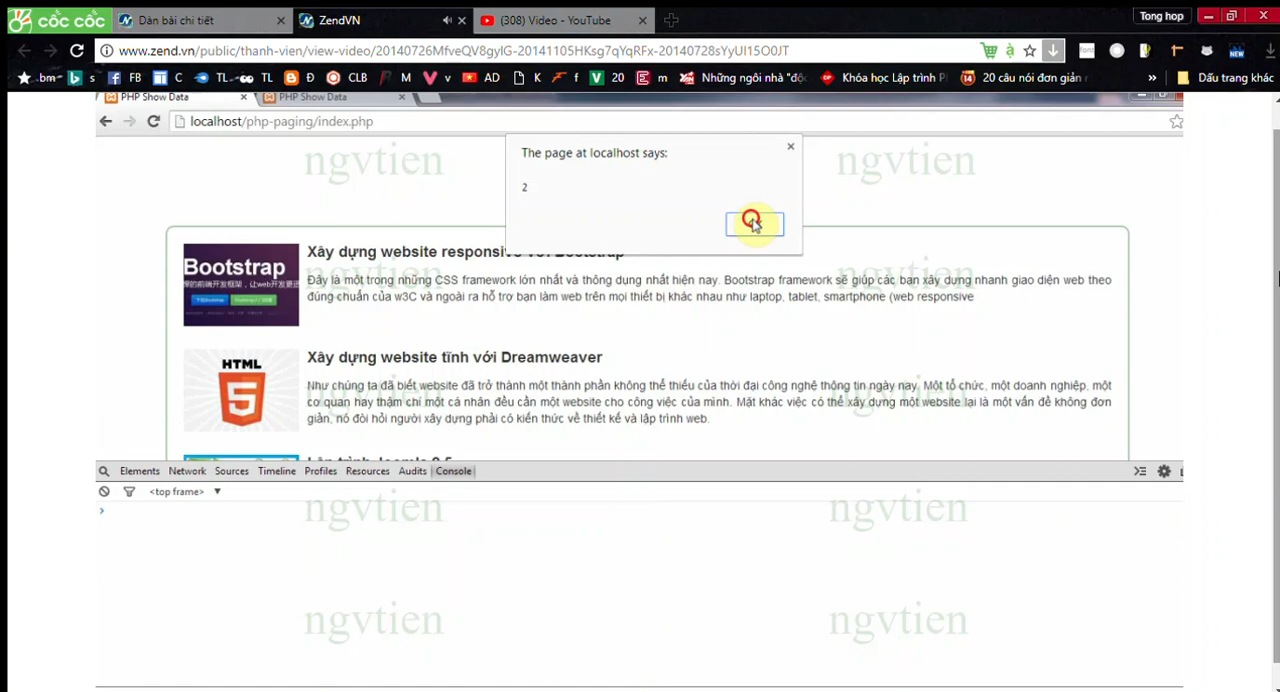 cốc cốc
Dàn bài chi tiết
ZendVN
(308) Video - YouTube
Tong hop
www.zend.vn/public/thanh-vien/view-video/20140726MfveQV8gyIG-20141105HKsg7qYqRFx-20140728sYyUI15O0JT
bm
s
FB
C
TL
TL
Đ
CLB
M
v
AD
K
f
20
m
Những ngôi nhà "độc
Khóa học Lập trình P
20 câu nói đơn giản
»
Dấu trang khác
PHP Show Data
PHP Show Data
localhost/php-paging/index.php
The page at localhost says:
2
ngvtien
ngvtien
Xây dựng website responsive với Bootstrap
Bootstrap
Đây là một trong những CSS framework lớn nhất và thông dụng nhất hiện nay. Bootstrap framework sẽ giúp các bạn xây dựng nhanh giao diện web theo
đúng chuẩn của w3C và ngoài ra hỗ trợ bạn làm web trên mọi thiết bị khác nhau như laptop, tablet, smartphone (web responsive
ngvtien
ngvtien
Xây dựng website tĩnh với Dreamweaver
HTML
5
Như chúng ta đã biết website đã trở thành một thành phần không thể thiếu của thời đại công nghệ thông tin ngày nay. Một tổ chức, một doanh nghiệp, một
cơ quan hay thậm chí một cá nhân đều cần một website cho công việc của mình. Mặt khác việc có thể xây dựng một website lại là một vấn đề không đơn
giản, nó đòi hỏi người xây dựng phải có kiến thức về thiết kế và lập trình web.
ngvtien
ngvtien
Elements Network Sources Timeline Profiles Resources Audits Console
<top frame>
ngvtien
ngvtien
ngvtien
ngvtien